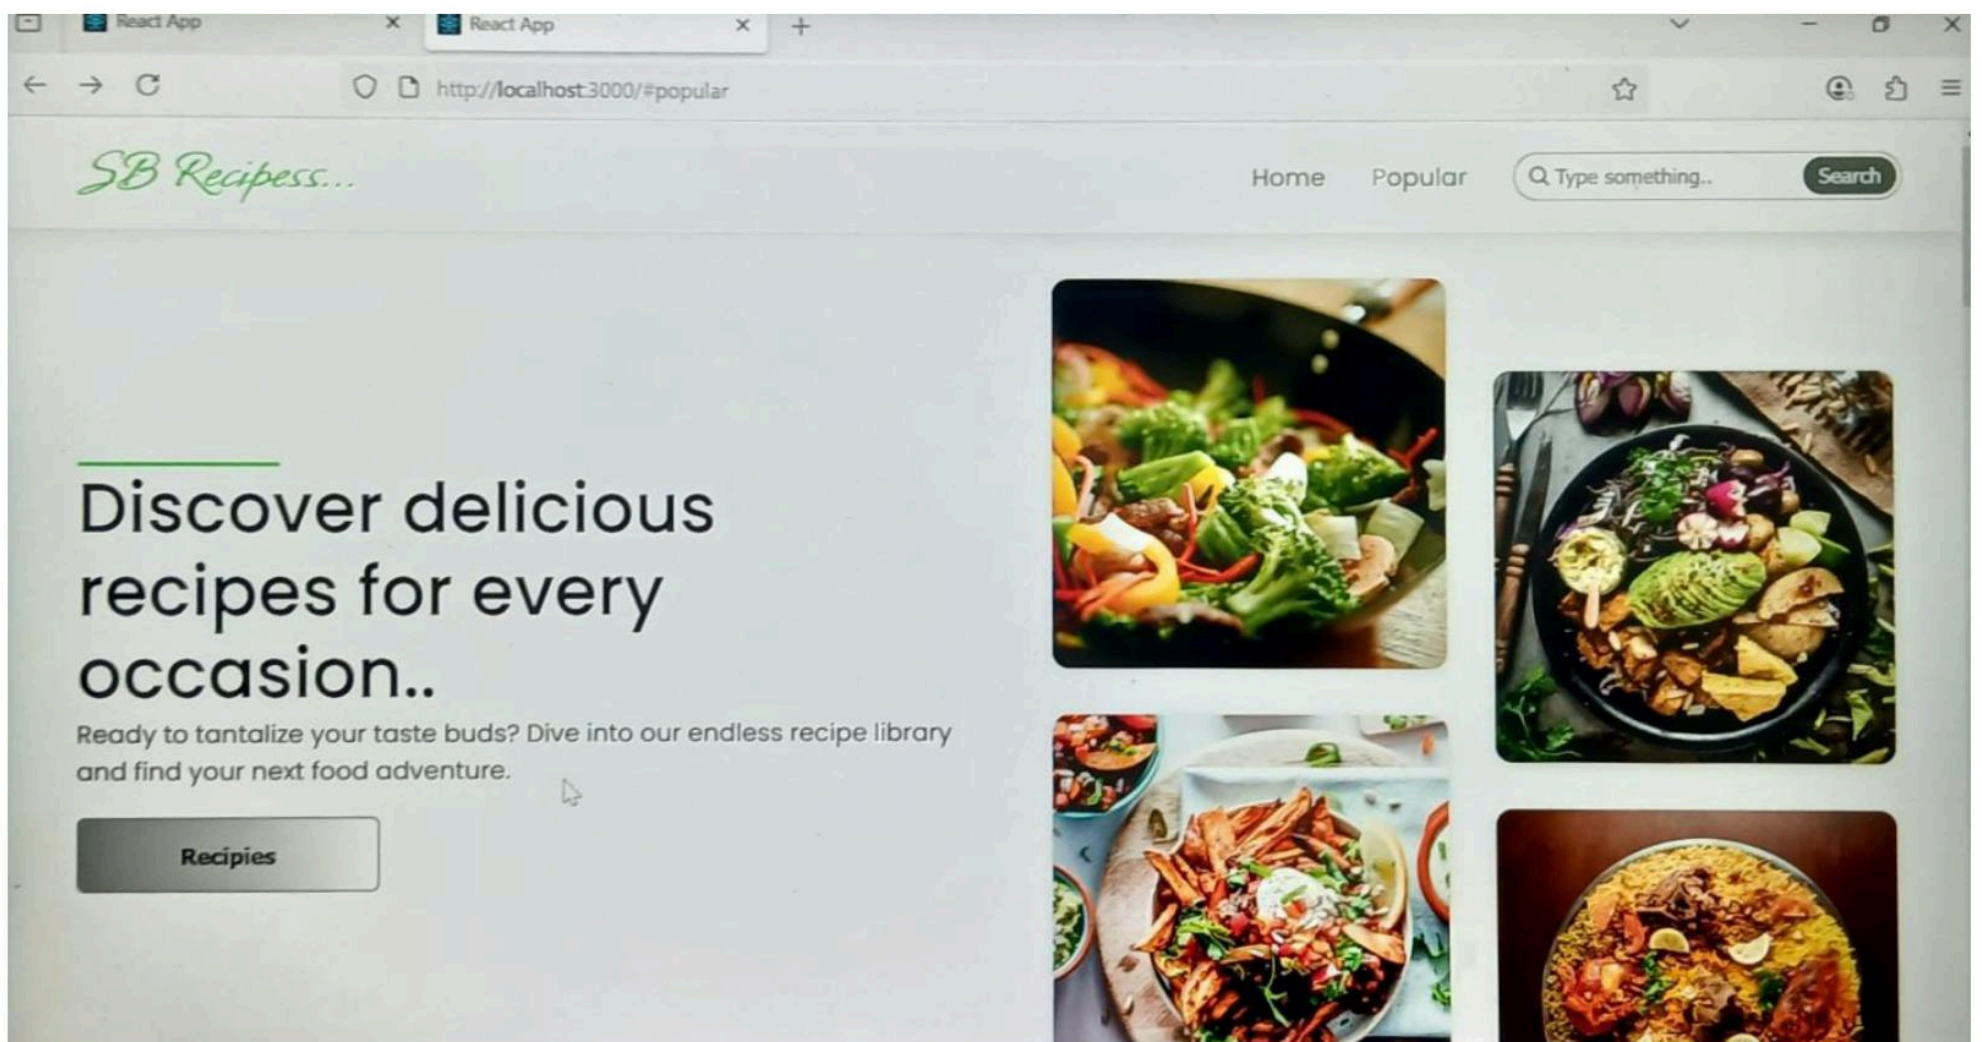 React App
React App
http://localhost:3000/#popular
SB Recipess...
Home
Popular
Type something..
Search
Discover delicious
recipes for every
occasion..
Ready to tantalize your taste buds? Dive into our endless recipe library
and find your next food adventure.
Recipies